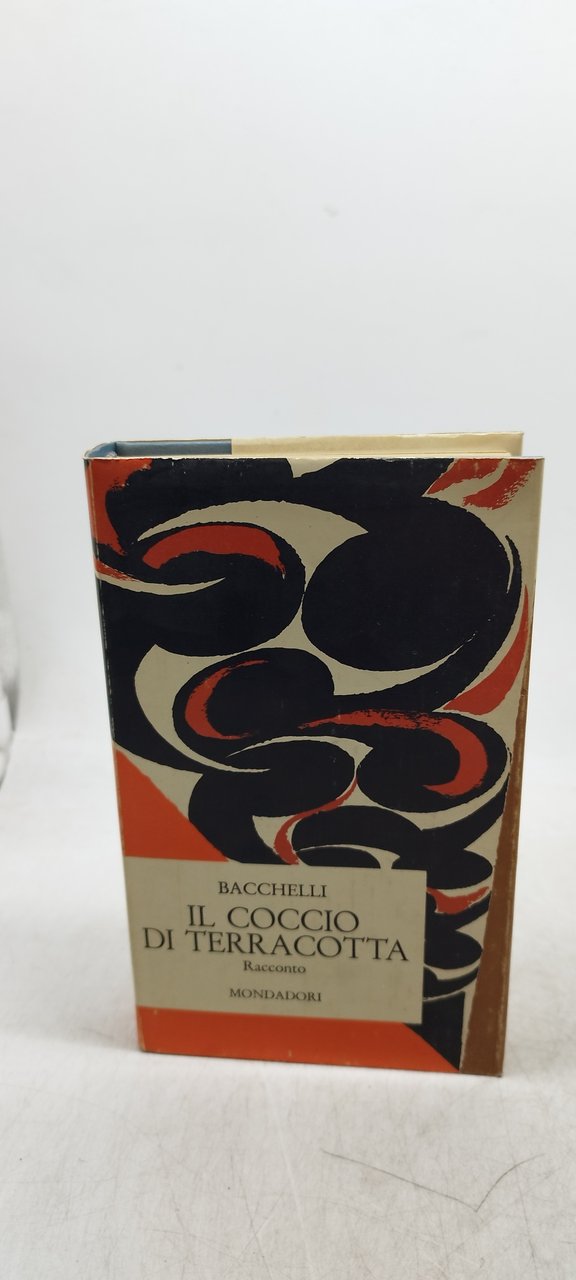 BACCHELLI
IL COCCIO
DI TERRACOTTA
Racconto
MONDADORI